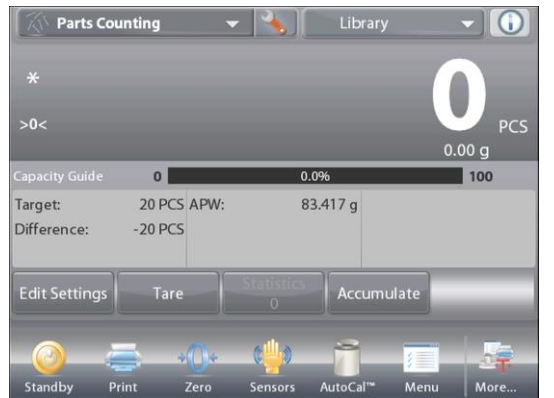 Parts Counting
Library
*
0
>0<
PCS
0.00 g
Capacity Guide 0 0.0% 100
Target: 20 PCS APW: 83.417 g
Difference: -20 PCS
Edit Settings Tare Statistics Accumulate
0
Standby Print Zero Sensors AutoCal™ Menu More...